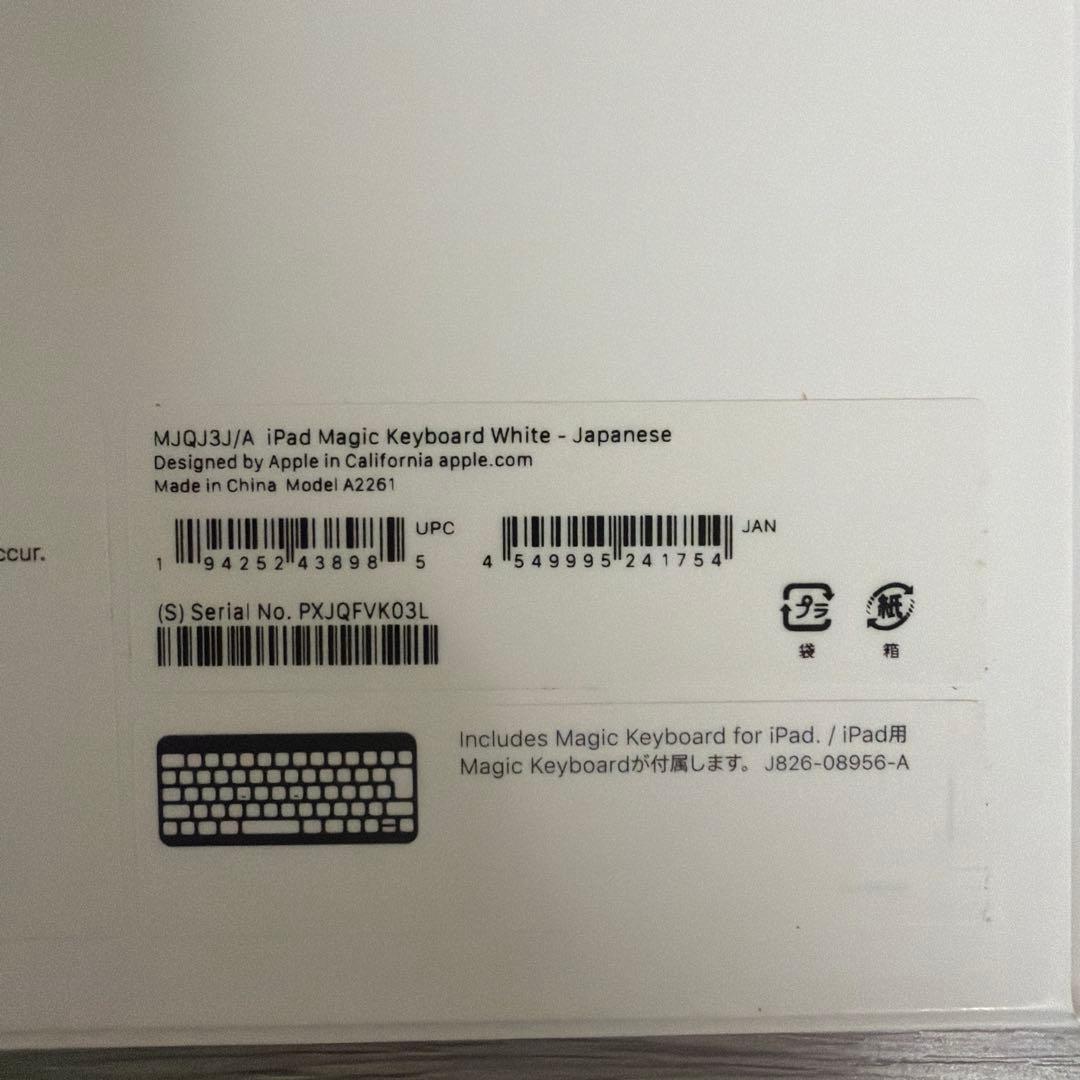 MJQJ3J/A iPad Magic Keyboard White - Japanese
Designed by Apple in California apple.com
Made in China Model A2261
UPC
1 94252 43898 5
JAN
4 549995 241754
ccur.
(S) Serial No. PXJQFVK03L
プラ
紙
袋
箱
Includes Magic Keyboard for iPad. / iPad用
Magic Keyboardが付属します。 J826-08956-A